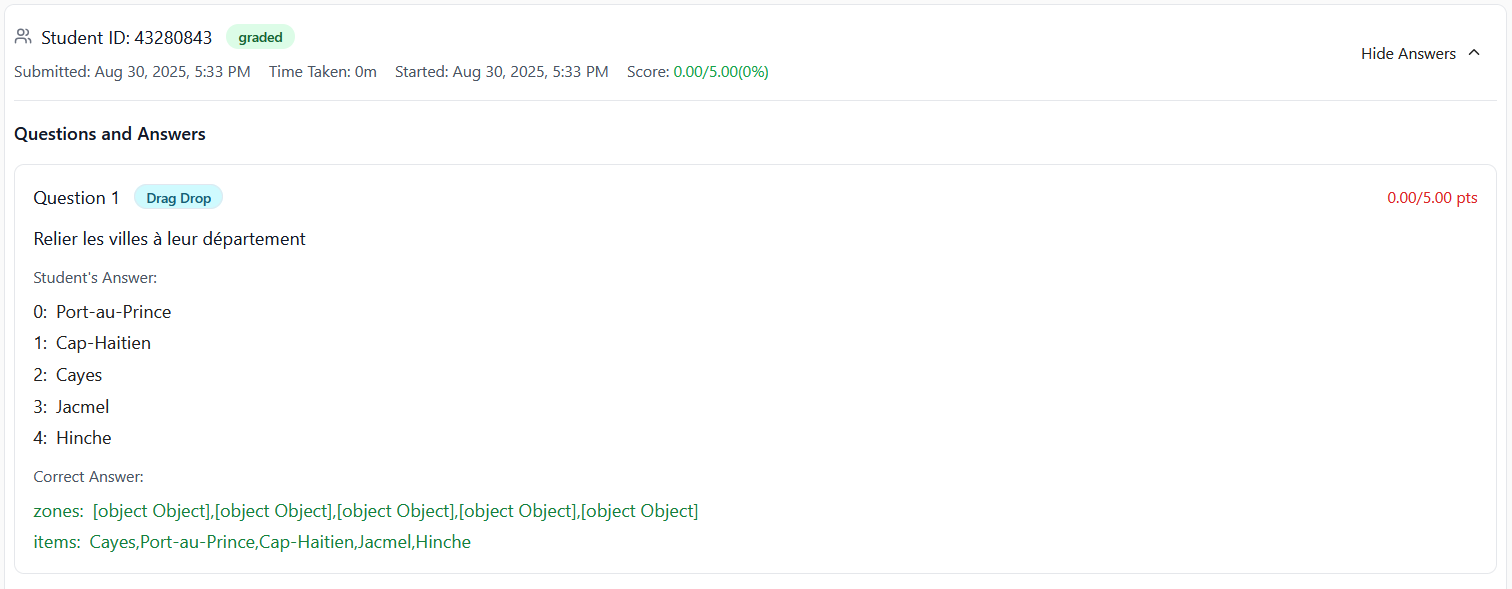 Student ID: 43280843 graded
Hide Answers
Submitted: Aug 30, 2025, 5:33 PM Time Taken: 0m Started: Aug 30, 2025, 5:33 PM Score: 0.00/5.00(0%)
Questions and Answers
Question 1 Drag Drop 0.00/5.00 pts
Relier les villes à leur département
Student's Answer:
0: Port-au-Prince
1: Cap-Haitien
2: Cayes
3: Jacmel
4: Hinche
Correct Answer:
zones: [object Object],[object Object],[object Object],[object Object],[object Object]
items: Cayes,Port-au-Prince,Cap-Haitien,Jacmel,Hinche